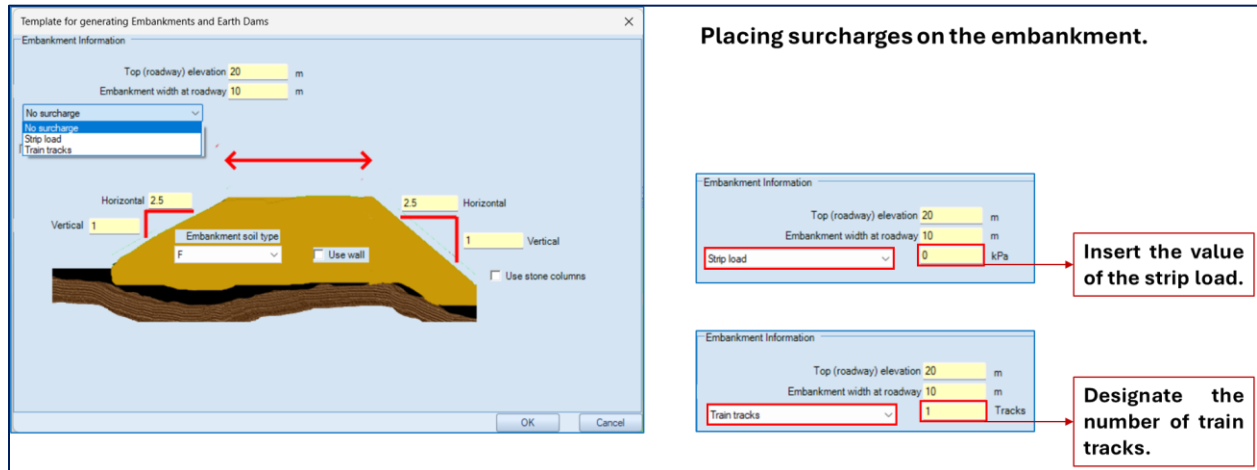 Template for generating Embankments and Earth Dams
Embankment Information
Top (roadway) elevation 20 m
Embankment width at roadway 10 m
No surcharge
No surcharge
Strip load
Train tracks
Horizontal 2.5
2.5 Horizontal
Vertical 1
1 Vertical
Embankment soil type
F
Use wall
Use stone columns
OK
Cancel
Placing surcharges on the embankment.
Embankment Information
Top (roadway) elevation 20 m
Embankment width at roadway 10 m
Strip load 0 kPa
Insert the value
of the strip load.
Embankment Information
Top (roadway) elevation 20 m
Embankment width at roadway 10 m
Train tracks 1 Tracks
Designate the
number of train
tracks.